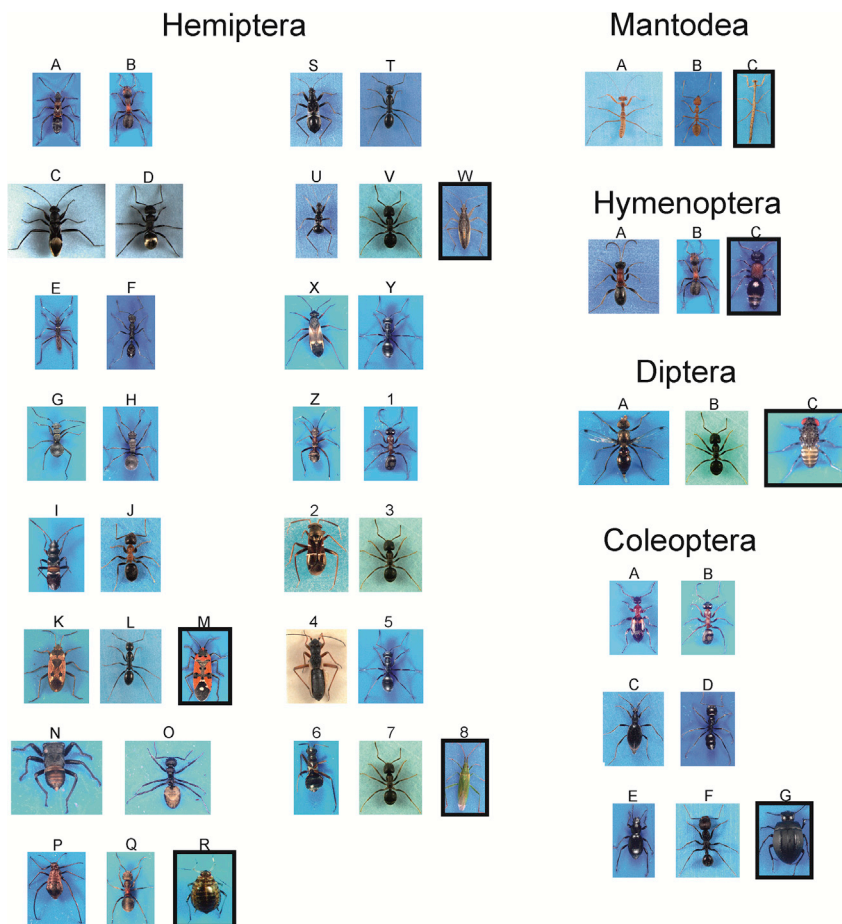 Hemiptera
A B
C D
E F
G H
I J
K L M
N O
P Q R
S T
U V W
X Y
Z 1
2 3
4 5
6 7 8
Mantodea
A B C
Hymenoptera
A B C
Diptera
A B C
Coleoptera
A B
C D
E F G